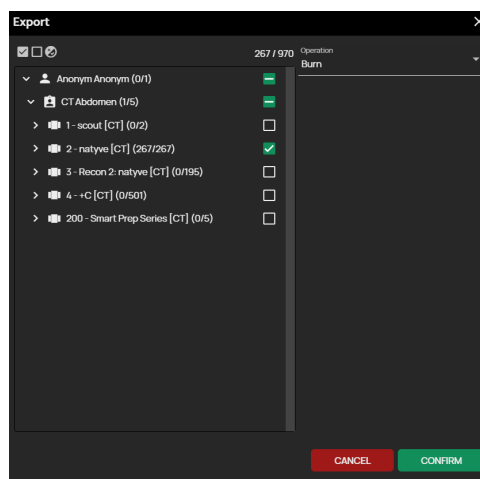 Export
267 / 970
Operation
Burn
Anonym Anonym (0/1)
CT Abdomen (1/5)
1 - scout [CT] (0/2)
2 - natyve [CT] (267/267)
3 - Recon 2: natyve [CT] (0/195)
4 - +C [CT] (0/501)
200 - Smart Prep Series [CT] (0/5)
CANCEL
CONFIRM